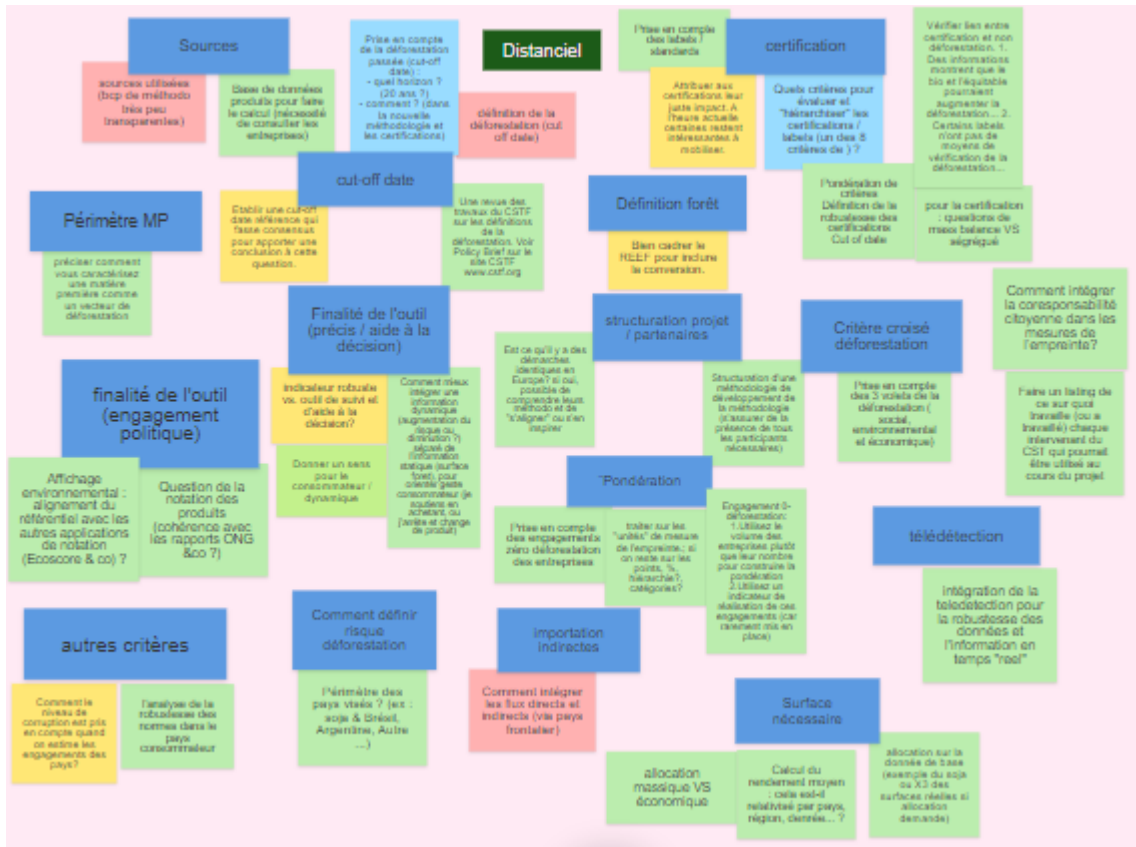 Sources
sources utilisées
(bcp de méthodo
très peu
transparentes)
Base de données
produits pour faire
le calcul (nécessité
de consulter les
entreprises)
Prise en compte
de la déforestation
passée (cut-off
date) :
- quel horizon ?
(20 ans ?)
- comment ? (dans
la nouvelle
méthodologie et
les certifications)
définition de la
déforestation (cut
off date)
Distanciel
Prise en compte
des labels /
standards
certification
Attribuer aux
certifications leur
juste impact. A
l'heure actuelle
certaines restent
intéressantes à
mobiliser.
Quels critères pour
évaluer et
"hiérarchiser" les
certifications /
labels (un des 8
critères de ) ?
Vérifier lien entre
certification et non
déforestation. 1.
Des informations
montrent que le
bio et l'équitable
pourraient
augmenter la
déforestation... 2.
Certains labels
n'ont pas de
moyens de
vérification de la
déforestation...
Pondération de
critères
Définition de la
robustesse des
certifications
Cut of date
pour la certification
: questions de
mass balance VS
ségrégué
cut-off date
Etablir une cut-off
date référence qui
fasse consensus
pour apporter une
conclusion à cette
question.
Une revue des
travaux du CSTF
sur les définitions
de la
déforestation. Voir
Policy Brief sur le
site CSTF
www.cstf.org
Périmètre MP
préciser comment
vous caractérisez
une matière
première comme
un vecteur de
déforestation
Définition forêt
Bien cadrer le
REEF pour inclure
la conversion.
Finalité de l'outil
(précis / aide à la
décision)
indicateur robuste
vs. outil de suivi et
d'aide à la
décision?
Donner un sens
pour le
consommateur /
dynamique
Comment mieux
intégrer une
information
dynamique
(augmentation du
risque ou
diminution ?)
séparé de
l'information
statique (surface
foret), pour
orienter geste
consommateur (je
soutiens en
achetant, ou
j'arrête et change
de produit)
structuration projet
/ partenaires
Est ce qu'il y a des
démarches
identiques en
Europe? si oui,
possible de
comprendre leurs
méthodo et de
"s'aligner" ou s'en
inspirer
Structuration d'une
méthodologie de
développement de
la méthodologie
(s'assurer de la
présence de tous
les participants
nécessaires)
Critère croisé
déforestation
Prise en compte
des 3 volets de la
déforestation (
social,
environnemental
et économique)
Comment intégrer
la coresponsabilité
citoyenne dans les
mesures de
l'empreinte?
Faire un listing de
ce sur quoi
travaille (ou a
travaillé) chaque
intervenant du
CST qui pourrait
être utilisé au
cours du projet
finalité de l'outil
(engagement
politique)
Affichage
environnemental :
alignement du
référentiel avec les
autres applications
de notation
(Ecoscore & co) ?
Question de la
notation des
produits
(cohérence avec
les rapports ONG
&co ?)
"Pondération
Prise en compte
des engagements
zéro déforestation
des entreprises
traiter sur les
"unités" de mesure
de l'empreinte.; si
on reste sur les
points, %,
hiérarchie?,
catégories?
Engagement 0-
déforestation:
1.Utilisez le
volume des
entreprises plutôt
que leur nombre
pour construire la
pondération
2.Utilisez un
indicateur de
réalisation de ces
engagements (car
rarement mis en
place)
télédétection
Intégration de la
teledetection pour
la robustesse des
données et
l'information en
temps "reel"
autres critères
Comment le
niveau de
corruption est pris
en compte quand
on estime les
engagements des
pays?
l'analyse de la
robustesse des
normes dans le
pays
consommateur
Comment définir
risque
déforestation
Périmètre des
pays visés ? (ex :
soja & Brésil,
Argentine, Autre
...)
importation
indirectes
Comment intégrer
les flux directs et
indirects (via pays
frontalier)
Surface
nécessaire
allocation
massique VS
économique
Calcul du
rendement moyen
: cela est-il
relativisé par pays,
région, denrée... ?
allocation sur la
donnée de base
(exemple du soja
ou X3 des
surfaces réelles si
allocation
demande)